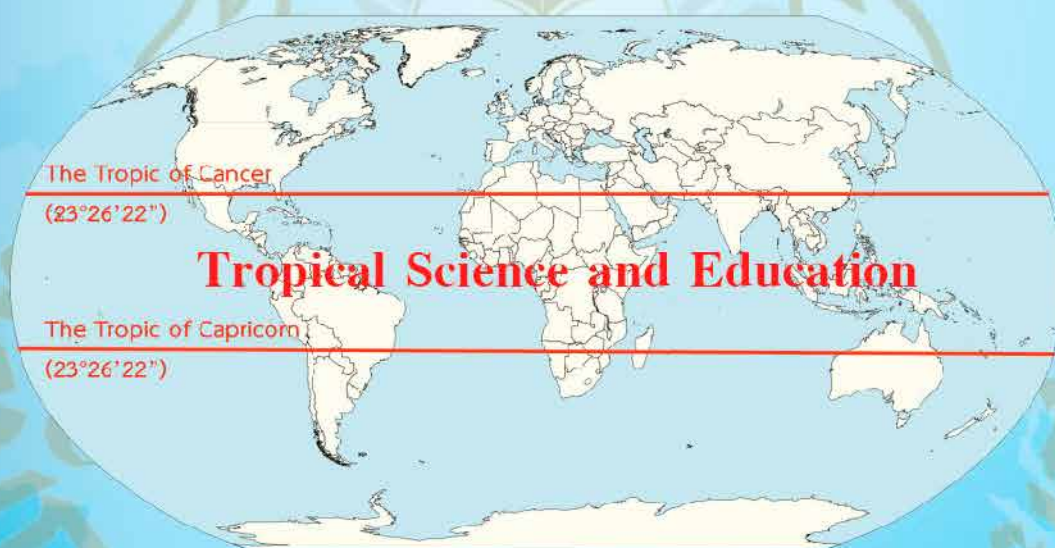 The Tropic of Cancer
(23°26'22")
Tropical Science and Education
The Tropic of Capricorn
(23°26'22")